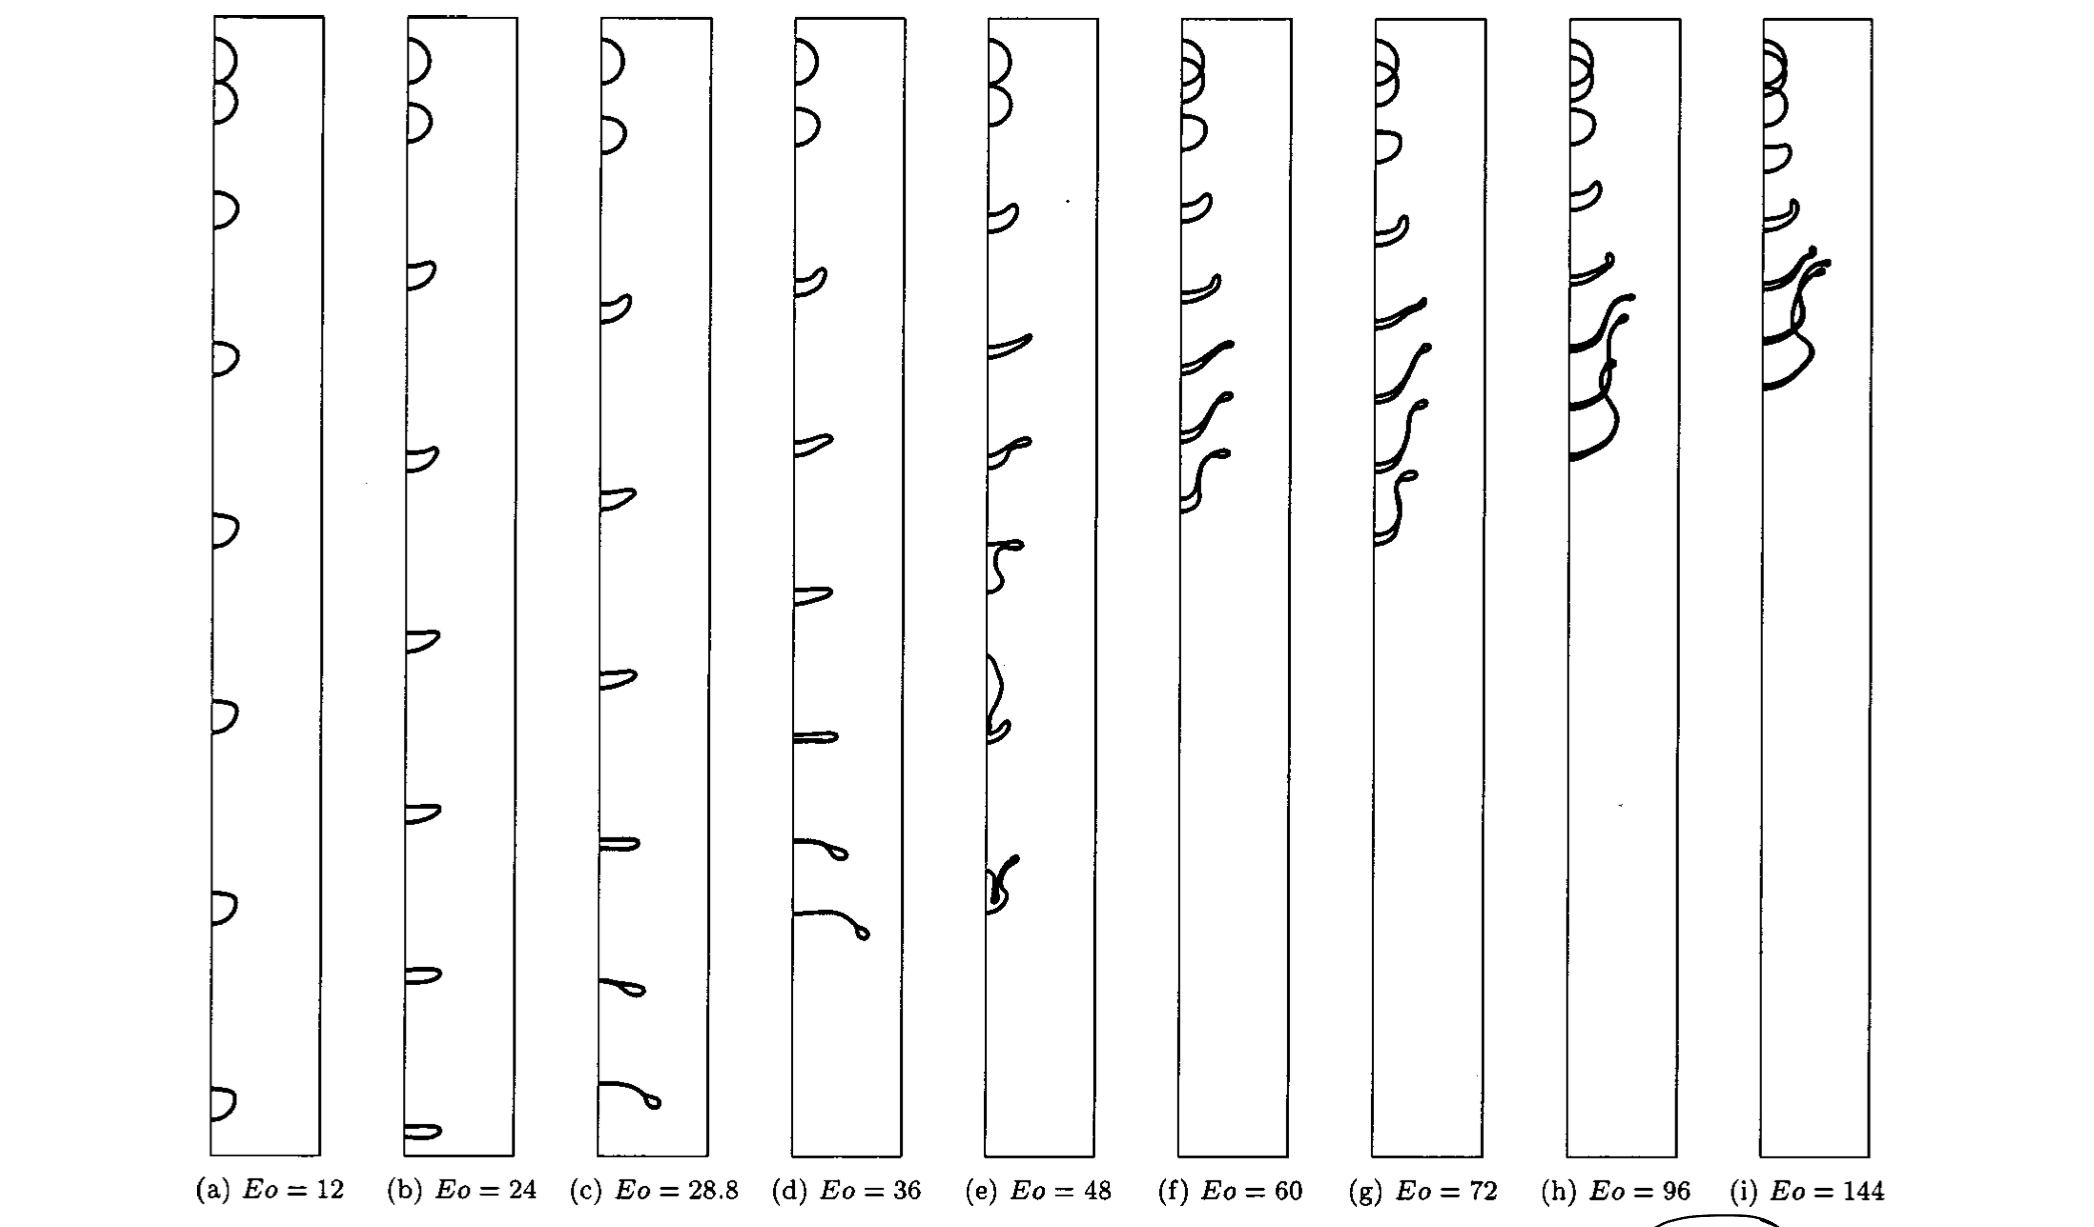 (a) Eo = 12 (b) Eo = 24 (c) Eo = 28.8 (d) Eo = 36 (e) Eo = 48 (f) Eo = 60 (g) Eo = 72 (h) Eo = 96 (i) Eo = 144